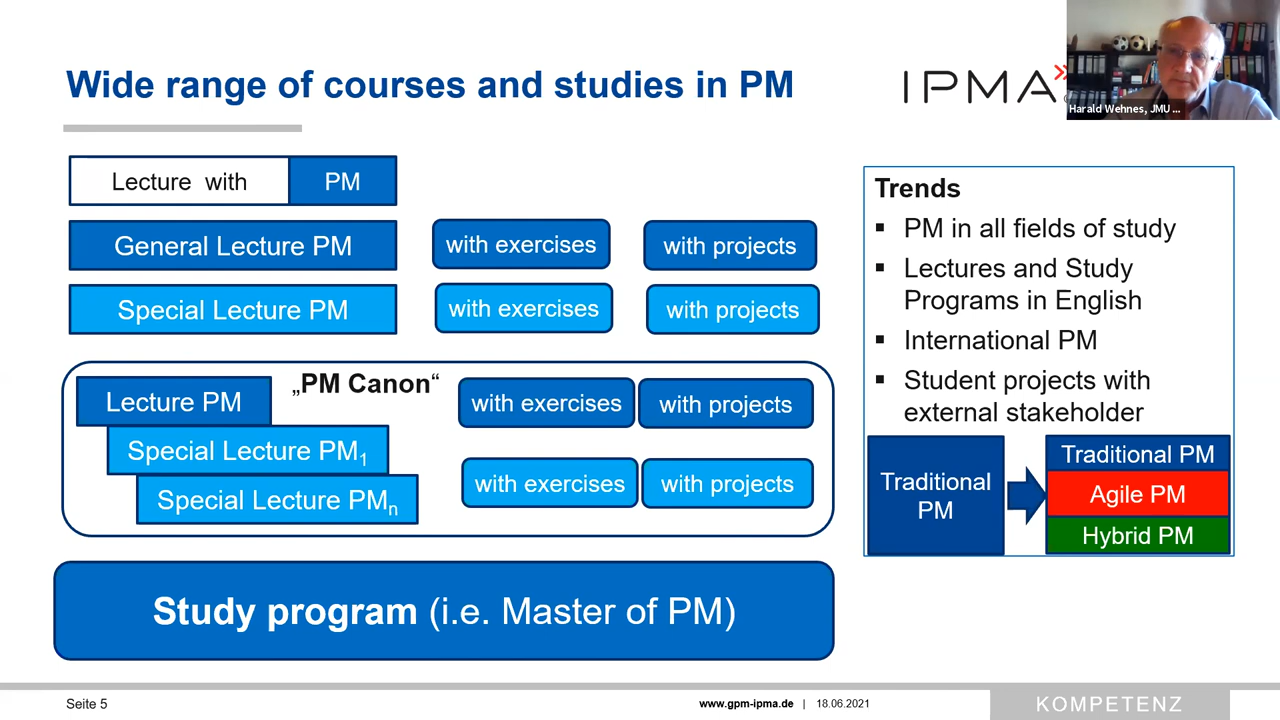 Wide range of courses and studies in PM
IPMA
Harald Wehnes, JMU ...
Lecture with PM
General Lecture PM
with exercises
with projects
Special Lecture PM
with exercises
with projects
„PM Canon“
Lecture PM
with exercises
with projects
Special Lecture PM1
Special Lecture PMn
with exercises
with projects
Study program (i.e. Master of PM)
Trends
▪ PM in all fields of study
▪ Lectures and Study
Programs in English
▪ International PM
▪ Student projects with
external stakeholder
Traditional
PM
Traditional PM
Agile PM
Hybrid PM
Seite 5
www.gpm-ipma.de | 18.06.2021
KOMPETENZ